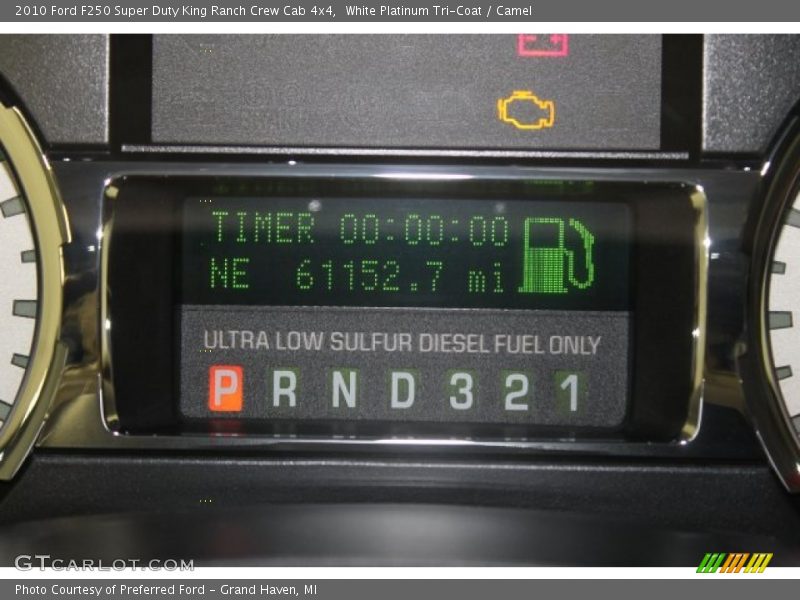 2010 Ford F250 Super Duty King Ranch Crew Cab 4x4, White Platinum Tri-Coat / Camel
TIMER 00:00:00
NE 61152.7 mi
ULTRA LOW SULFUR DIESEL FUEL ONLY
P R N D 3 2 1
GTCARLOT.COM
Photo Courtesy of Preferred Ford - Grand Haven, MI